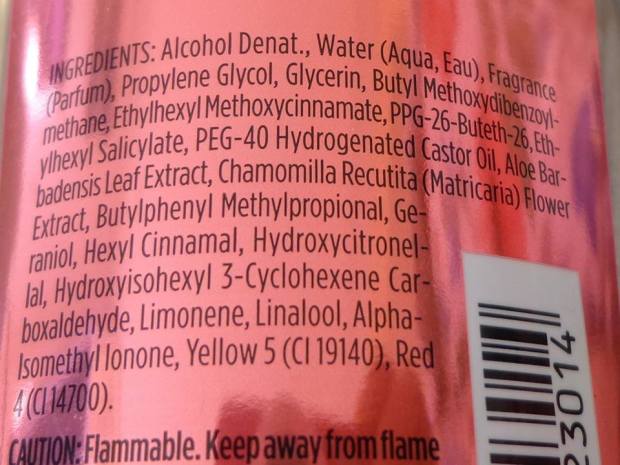 INGREDIENTS: Alcohol Denat., Water (Aqua, Eau), Fragrance
(Parfum), Propylene Glycol, Glycerin, Butyl Methoxydibenzoyl-
methane, Ethylhexyl Methoxycinnamate, PPG-26-Buteth-26, Eth-
ylhexyl Salicylate, PEG-40 Hydrogenated Castor Oil, Aloe Bar-
badensis Leaf Extract, Chamomilla Recutita (Matricaria) Flower
Extract, Butylphenyl Methylpropional, Ge-
raniol, Hexyl Cinnamal, Hydroxycitronel-
lal, Hydroxyisohexyl 3-Cyclohexene Car-
boxaldehyde, Limonene, Linalool, Alpha-
Isomethyl Ionone, Yellow 5 (CI 19140), Red
4 (CI 14700).
CAUTION: Flammable. Keep away from flame
23014